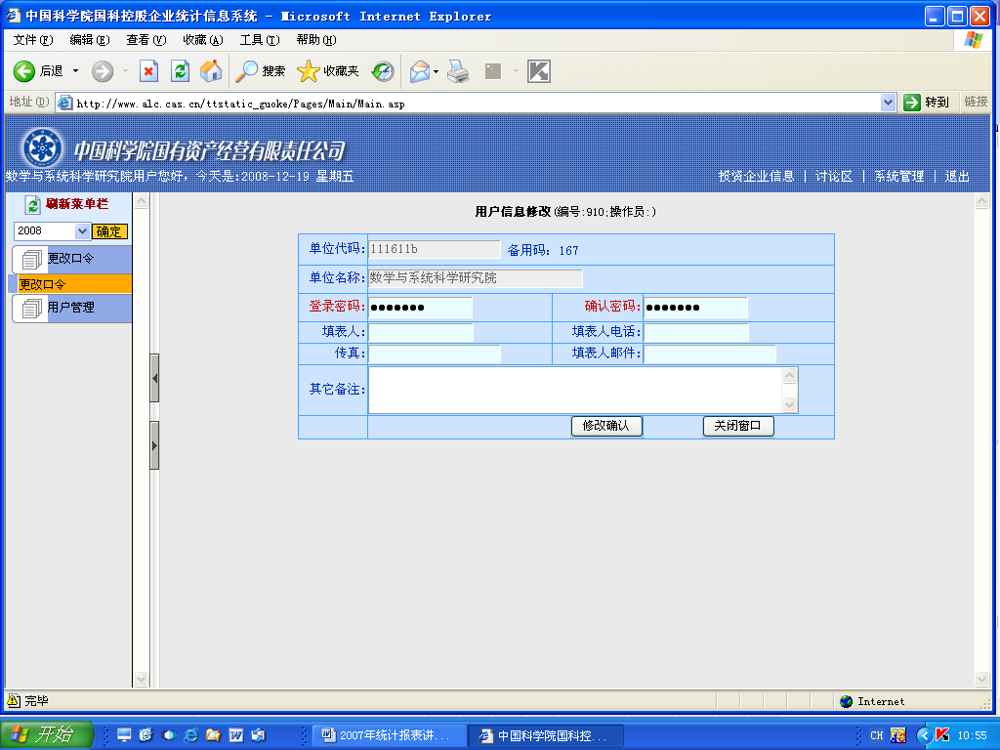 中国科学院国科控股企业统计信息系统 - Microsoft Internet Explorer
文件(F) 编辑(E) 查看(V) 收藏(A) 工具(T) 帮助(H)
后退 搜索 收藏夹
地址(D) http://www.alc.cas.cn/ttstatic_guoke/Pages/Main/Main.asp 转到 链接
中国科学院国有资产经营有限责任公司
数学与系统科学研究院用户您好，今天是:2008-12-19 星期五 投资企业信息 | 讨论区 | 系统管理 | 退出
刷新菜单栏
2008 确定
更改口令
更改口令
用户管理
用户信息修改(编号:910;操作员:)
单位代码: 111611b 备用码: 167
单位名称: 数学与系统科学研究院
登录密码: ●●●●●●● 确认密码: ●●●●●●●
填表人: 填表人电话:
传真: 填表人邮件:
其它备注:
修改确认 关闭窗口
完毕 Internet
开始 2007年统计报表讲... 中国科学院国科控... CH 10:55